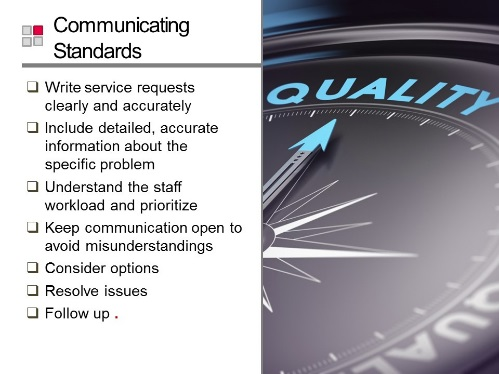 Communicating
Standards
Write service requests
clearly and accurately
Include detailed, accurate
information about the
specific problem
Understand the staff
workload and prioritize
Keep communication open to
avoid misunderstandings
Consider options
Resolve issues
Follow up .
QUALITY
QUAL